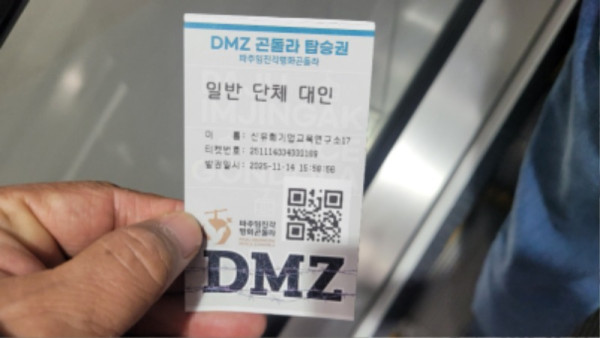 DMZ 곤돌라 탑승권
파주임진각평화곤돌라
일반 단체 대인
이 름: 신유황기업교육연구소17
티켓번호: 251114334333189
발권일시: 2025-11-14 15:58:56
파주임진각
평화곤돌라
DMZ